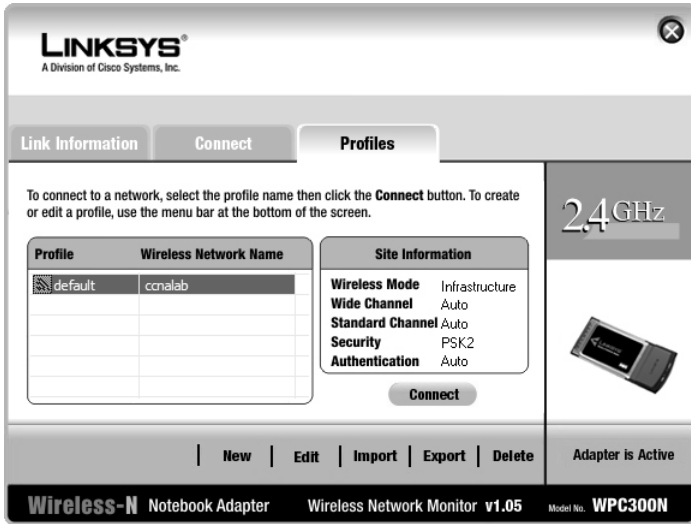 LINKSYS®
A Division of Cisco Systems, Inc.
Link Information
Connect
Profiles
To connect to a network, select the profile name then click the Connect button. To create
or edit a profile, use the menu bar at the bottom of the screen.
2.4 GHz
Profile Wireless Network Name
default ccnalab
Site Information
Wireless Mode Infrastructure
Wide Channel Auto
Standard Channel Auto
Security PSK2
Authentication Auto
Connect
LINKSYS
New | Edit | Import | Export | Delete
Adapter is Active
Wireless-N Notebook Adapter Wireless Network Monitor v1.05 Model No. WPC300N